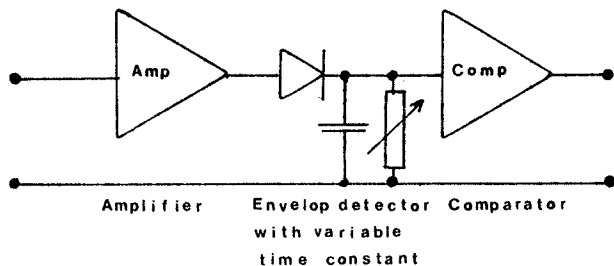 Amp
Comp
Amplifier
Envelop detector
with variable
time constant
Comparator